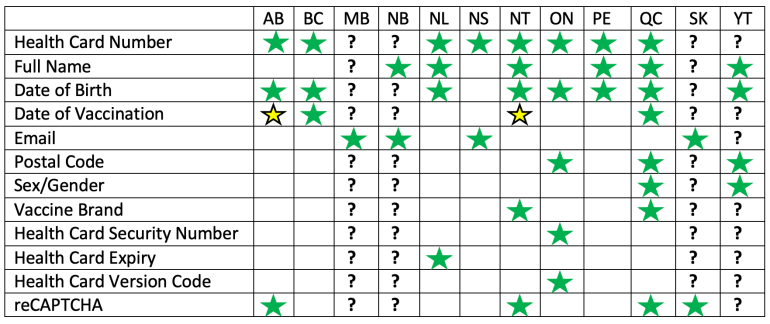 AB BC MB NB NL NS NT ON PE QC SK YT
Health Card Number ? ? ? ?
Full Name ? ?
Date of Birth ? ? ?
Date of Vaccination ? ? ? ?
Email ?
Postal Code ? ? ?
Sex/Gender ? ? ?
Vaccine Brand ? ? ? ?
Health Card Security Number ? ? ? ?
Health Card Expiry ? ? ? ?
Health Card Version Code ? ? ? ?
reCAPTCHA ? ? ?